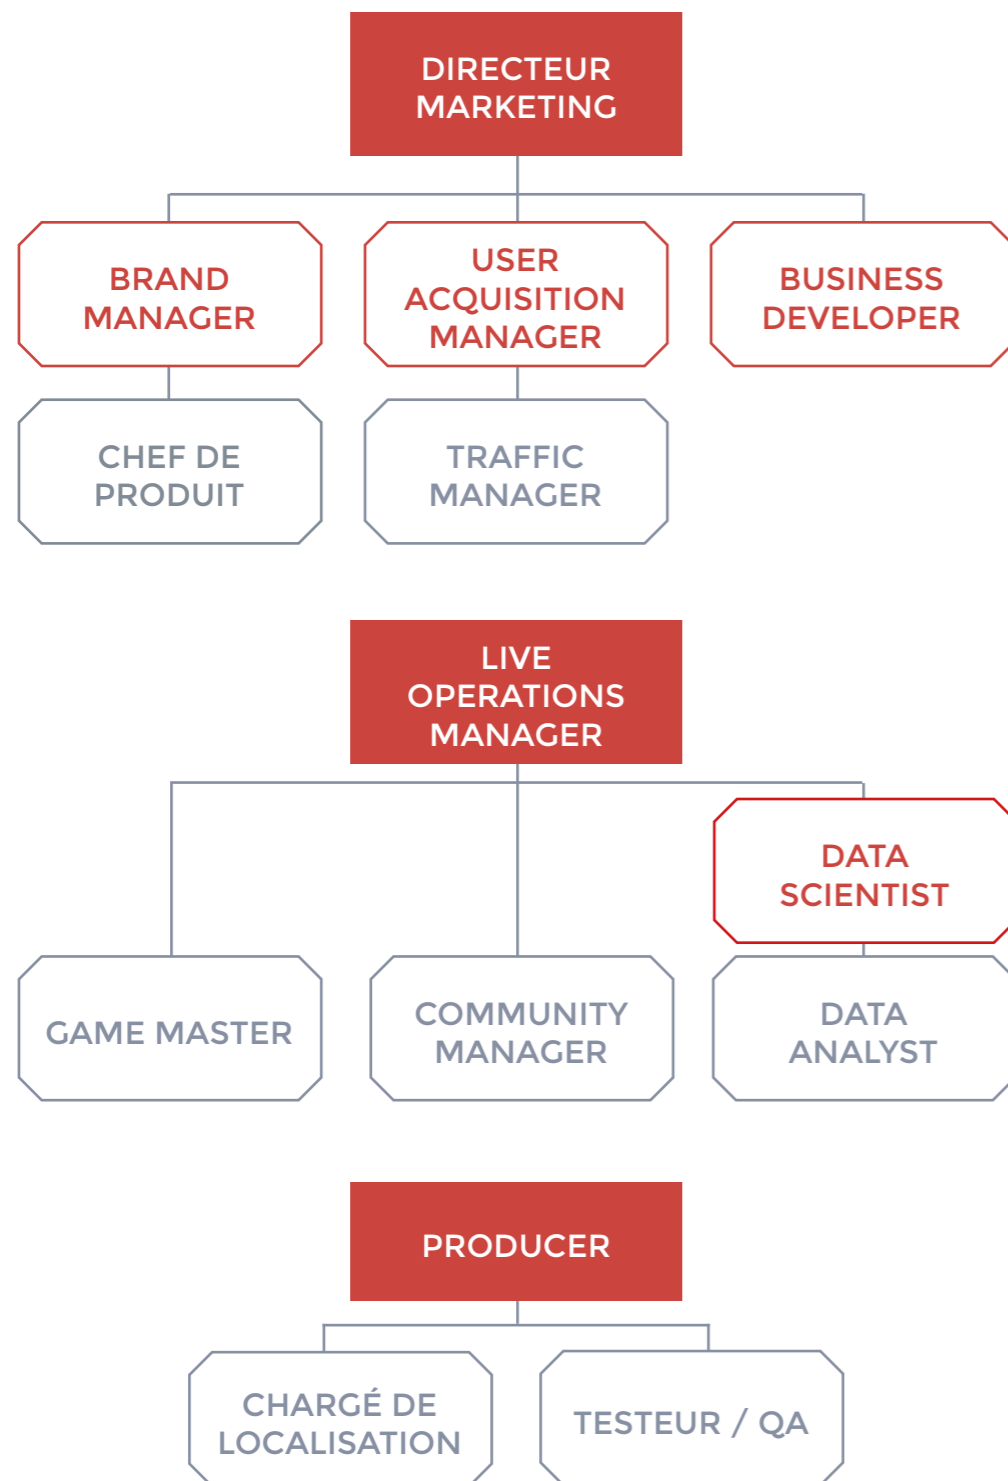 DIRECTEUR
MARKETING
BRAND
MANAGER
USER
ACQUISITION
MANAGER
BUSINESS
DEVELOPER
CHEF DE
PRODUIT
TRAFFIC
MANAGER
LIVE
OPERATIONS
MANAGER
DATA
SCIENTIST
GAME MASTER
COMMUNITY
MANAGER
DATA
ANALYST
PRODUCER
CHARGÉ DE
LOCALISATION
TESTEUR / QA